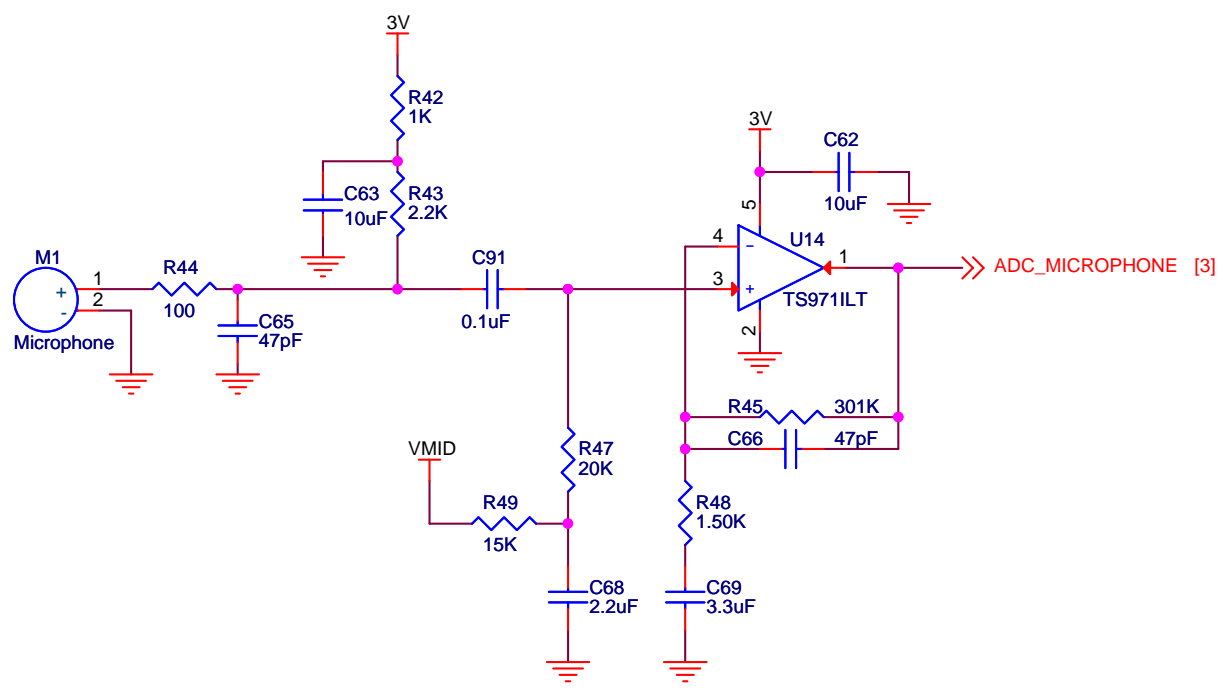 3V
R42
1K
C63
10uF
R43
2.2K
3V
C62
10uF
5
4
−
U14
1
ADC_MICROPHONE [3]
3
+
TS971ILT
2
M1
1
+
2
-
Microphone
R44
100
C65
47pF
C91
0.1uF
R45
301K
C66
47pF
VMID
R47
20K
R49
15K
R48
1.50K
C68
2.2uF
C69
3.3uF